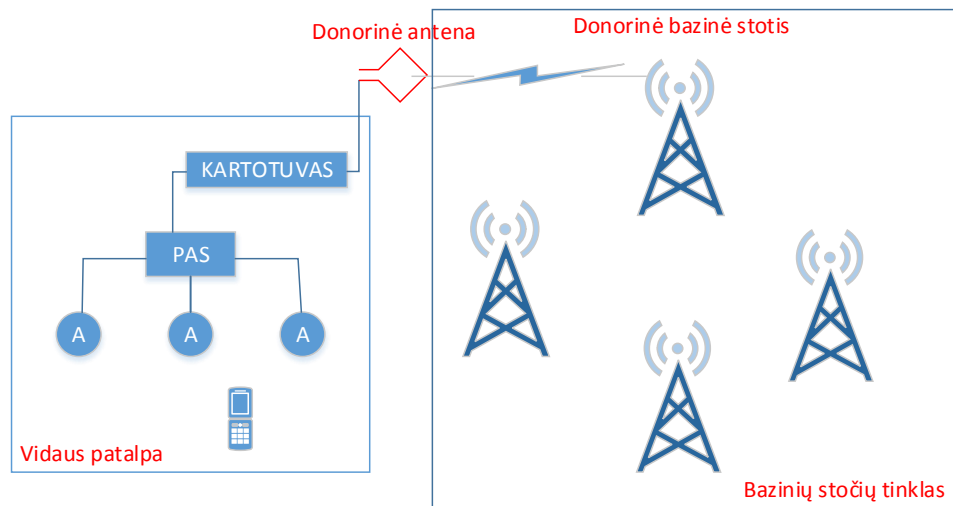 Donorinė antena
Donorinė bazinė stotis
KARTOTUVAS
PAS
A
A
A
Vidaus patalpa
Bazinių stočių tinklas